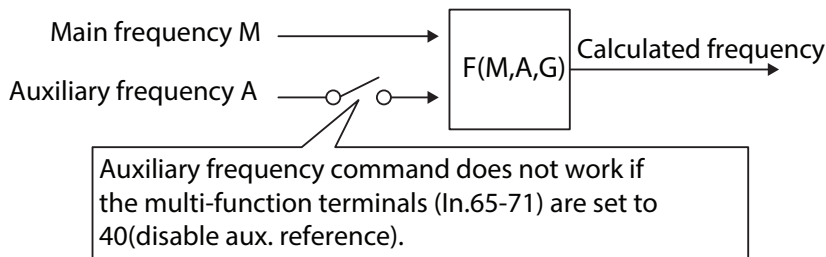 Main frequency M
F(M,A,G)
Calculated frequency
Auxiliary frequency A
Auxiliary frequency command does not work if
the multi-function terminals (In.65-71) are set to
40(disable aux. reference).